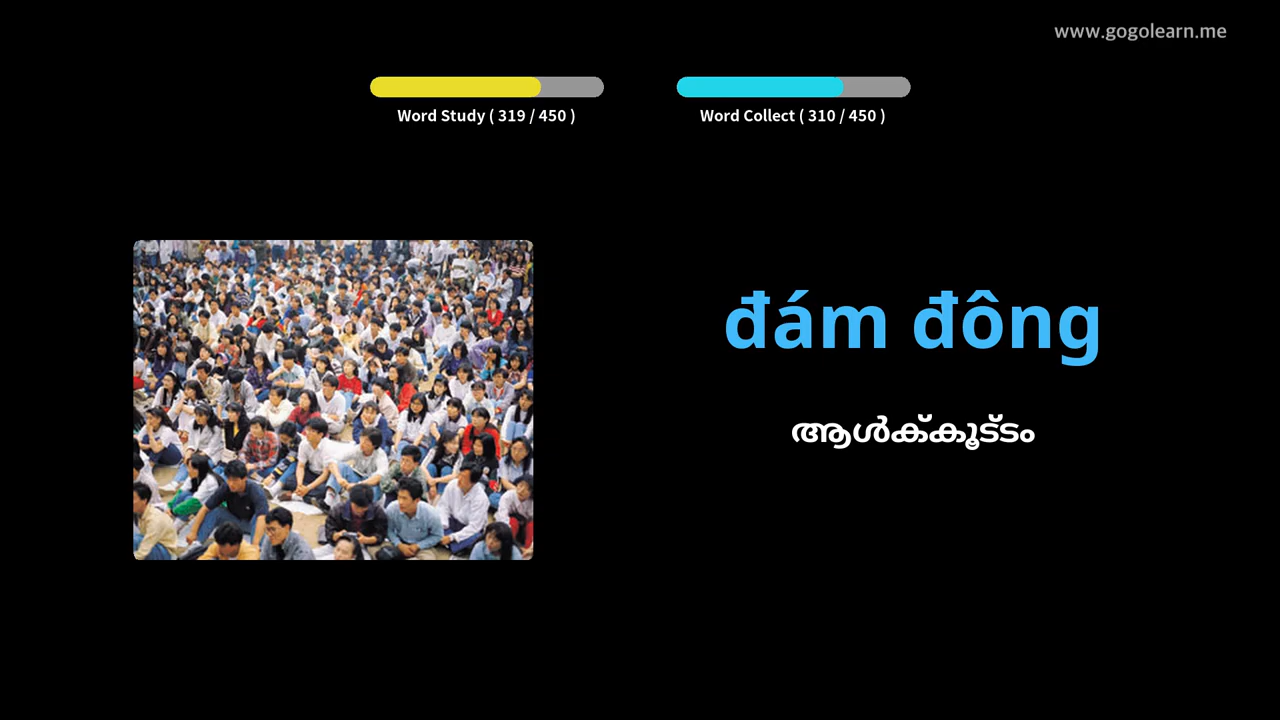 www.gogolearn.me
Word Study ( 319 / 450 )
Word Collect ( 310 / 450 )
đám đông
ആൾക്കൂട്ടം